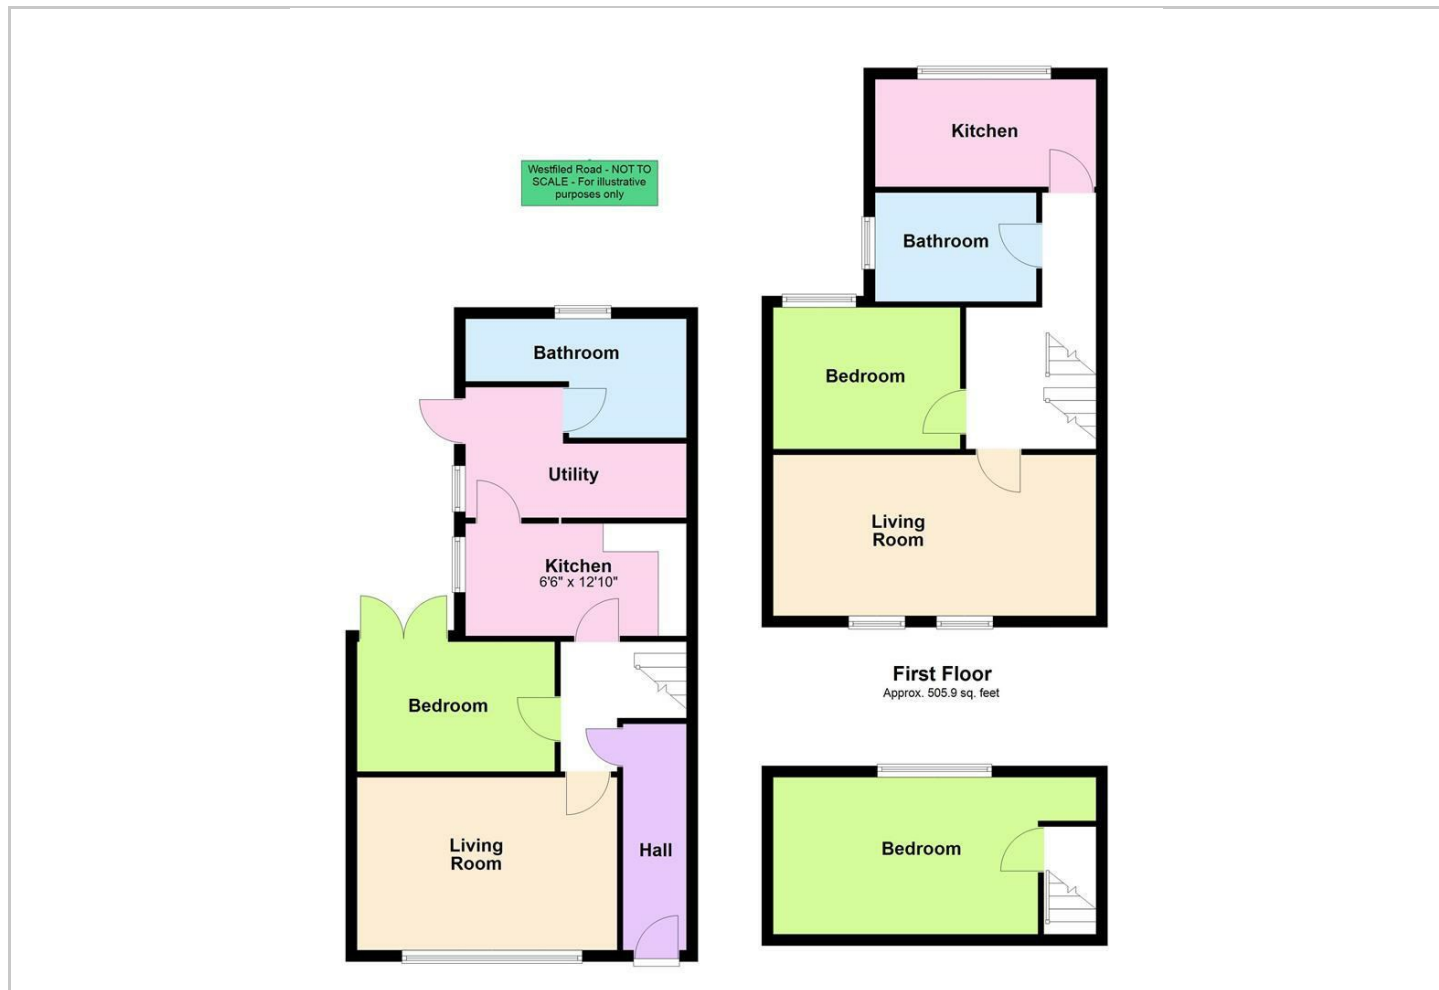 Westfiled Road - NOT TO
SCALE - For illustrative
purposes only
Bathroom
Utility
Kitchen
6'6" x 12'10"
Bedroom
Living
Room
Hall
Kitchen
Bathroom
Bedroom
Living
Room
First Floor
Approx. 505.9 sq. feet
Bedroom